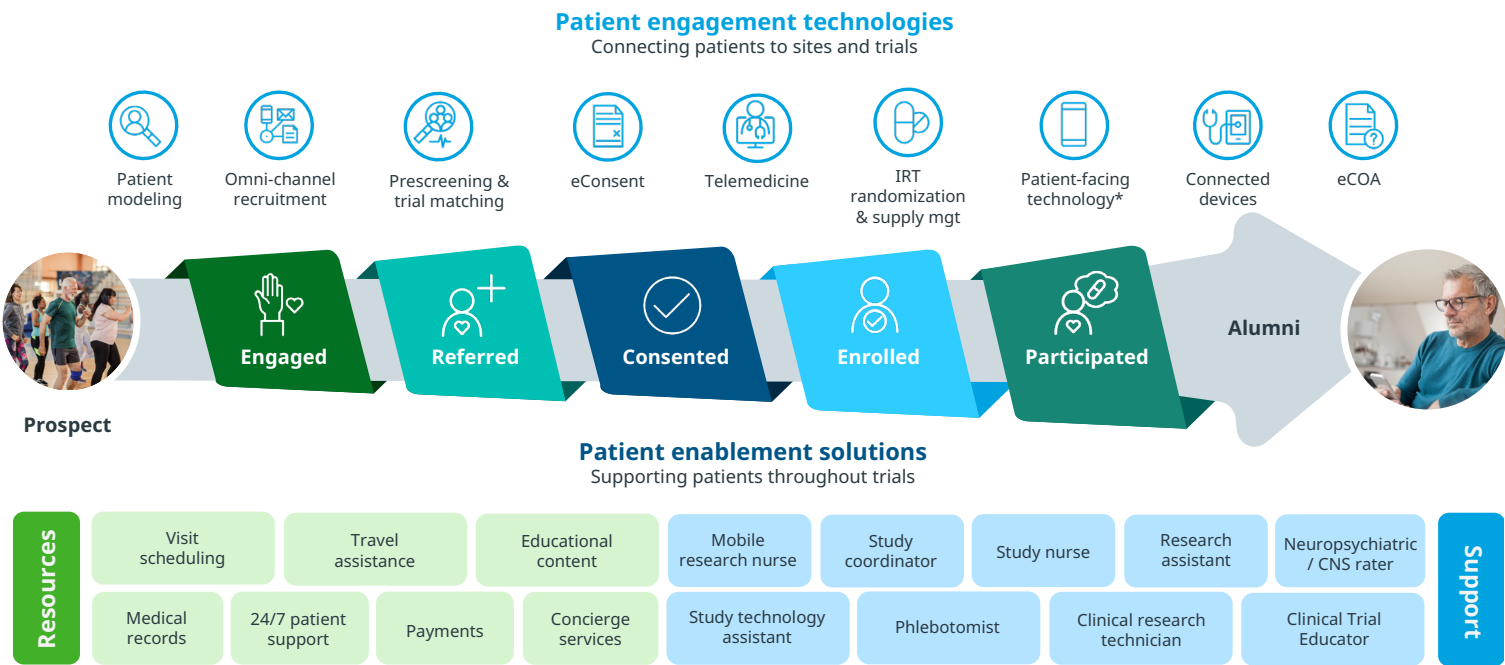 Patient engagement technologies
Connecting patients to sites and trials
Patient
modeling
Omni-channel
recruitment
Prescreening &
trial matching
eConsent
Telemedicine
IRT
randomization
& supply mgt
Patient-facing
technology*
Connected
devices
eCOA
?
Prospect
Engaged
Referred
Consented
Enrolled
Participated
Alumni
Patient enablement solutions
Supporting patients throughout trials
Resources
Visit
scheduling
Travel
assistance
Educational
content
Mobile
research nurse
Study
coordinator
Study nurse
Research
assistant
Neuropsychiatric
/ CNS rater
Medical
records
24/7 patient
support
Payments
Concierge
services
Study technology
assistant
Phlebotomist
Clinical research
technician
Clinical Trial
Educator
Support